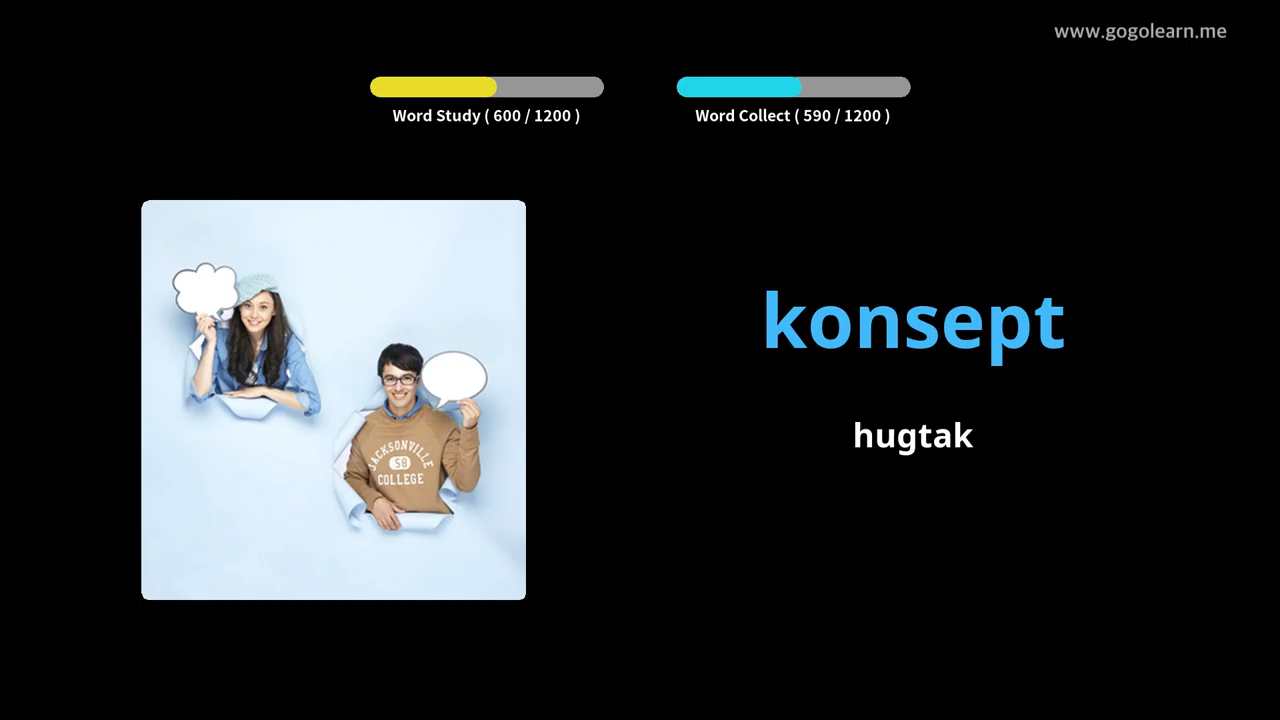 www.gogolearn.me
Word Study ( 600 / 1200 )
Word Collect ( 590 / 1200 )
konsept
hugtak
JACKSONVILLE
58
COLLEGE